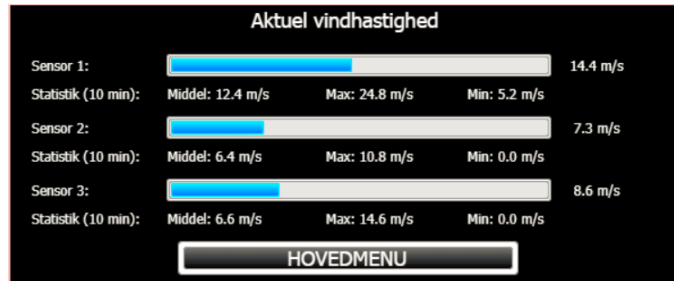 Aktuel vindhastighed
Sensor 1: 14.4 m/s
Statistik (10 min): Middel: 12.4 m/s Max: 24.8 m/s Min: 5.2 m/s
Sensor 2: 7.3 m/s
Statistik (10 min): Middel: 6.4 m/s Max: 10.8 m/s Min: 0.0 m/s
Sensor 3: 8.6 m/s
Statistik (10 min): Middel: 6.6 m/s Max: 14.6 m/s Min: 0.0 m/s
HOVEDMENU